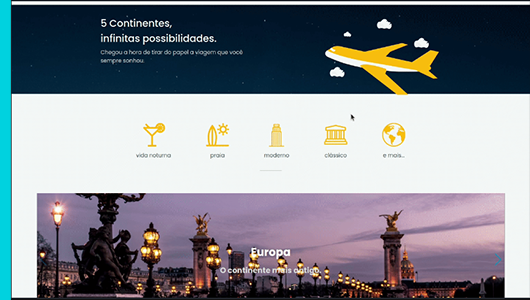 5 Continentes,
infinitas possibilidades.
Chegou a hora de tirar do papel a viagem que você
sempre sonhou.
vida noturna
praia
moderno
clássico
e mais...
Europa
O continente mais antigo.